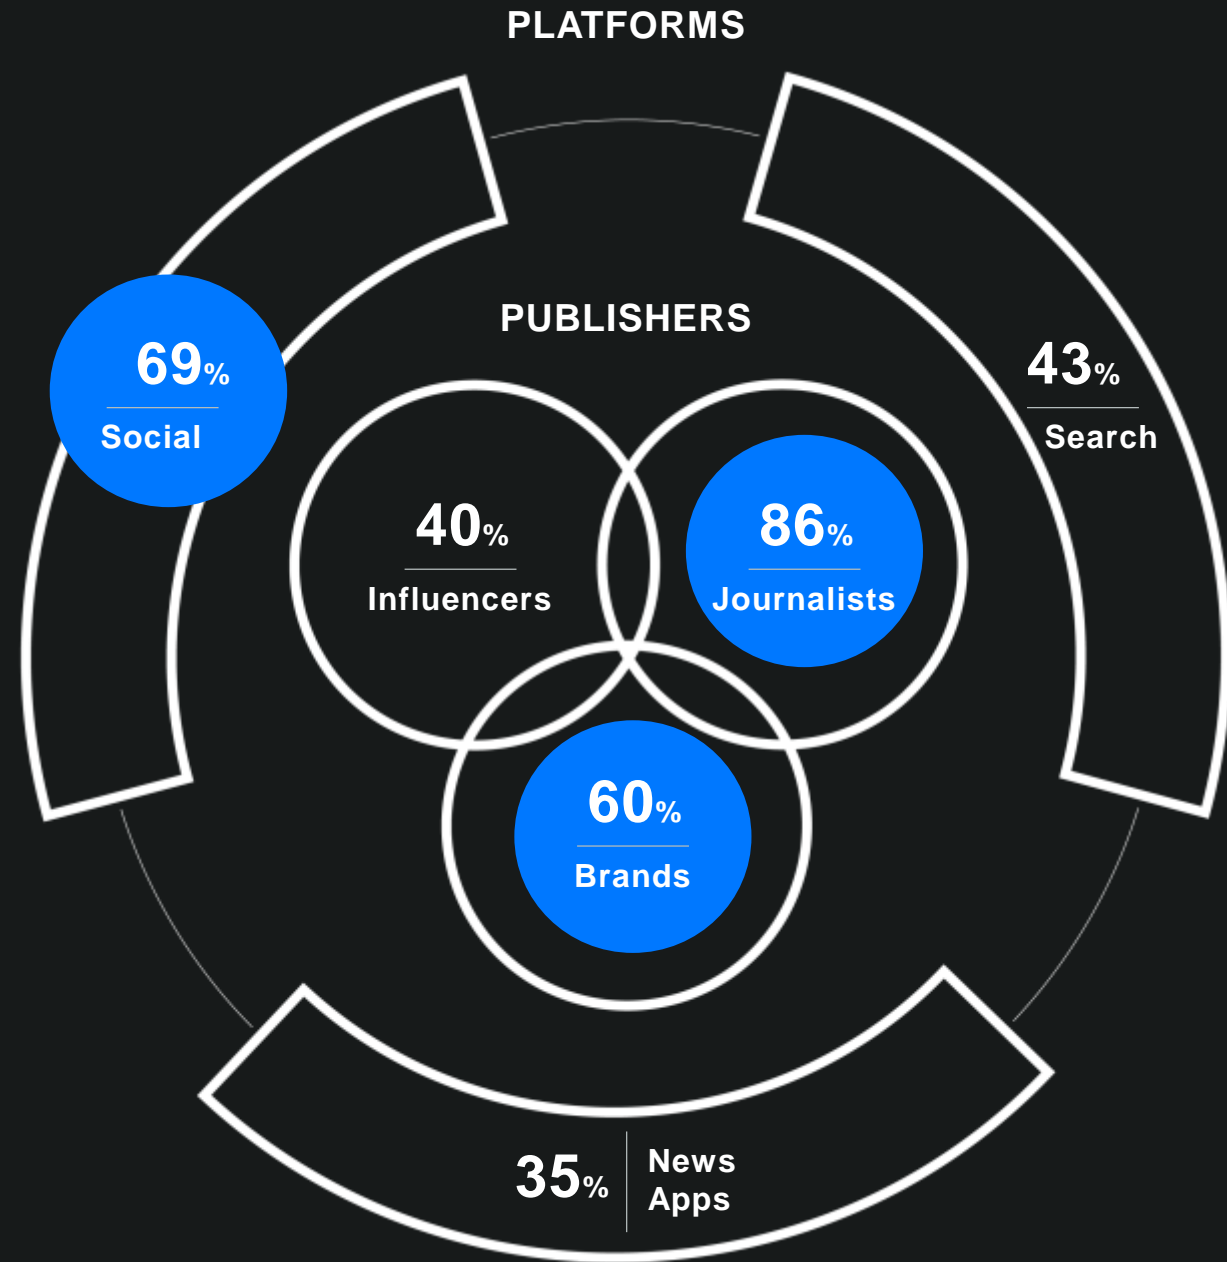 PLATFORMS
PUBLISHERS
69%
Social
43%
Search
40%
Influencers
86%
Journalists
60%
Brands
35%
News
Apps